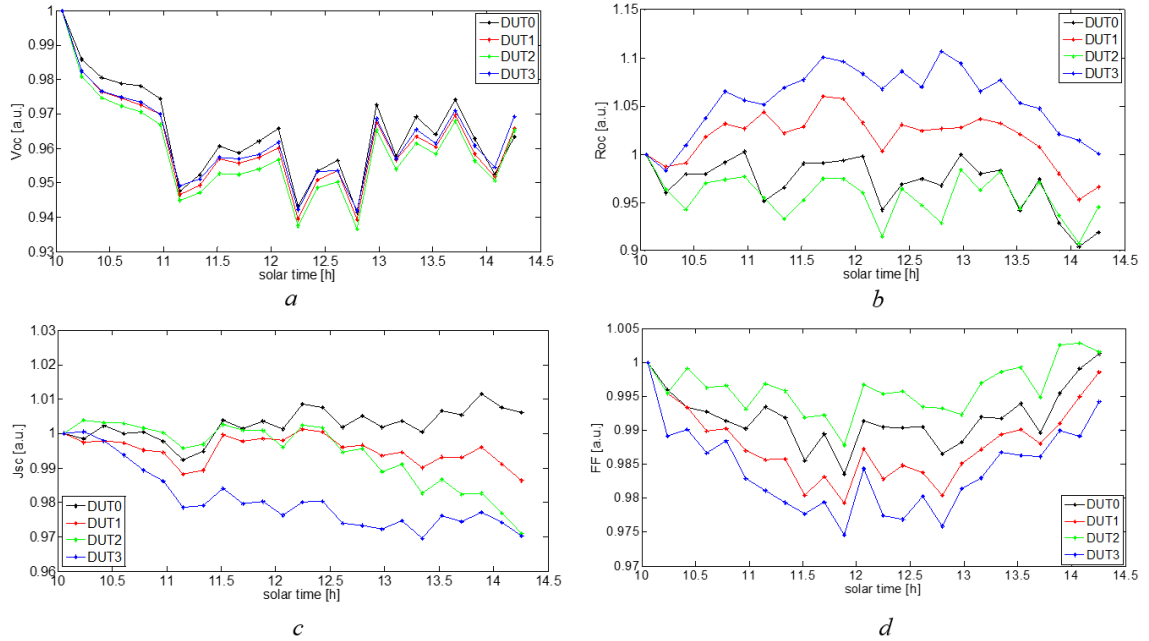 1
0.99
0.98
0.97
0.96
0.95
0.94
0.93
Voc [a.u.]
10 10.5 11 11.5 12 12.5 13 13.5 14 14.5
solar time [h]
DUT0
DUT1
DUT2
DUT3
a
1.15
1.1
1.05
1
0.95
0.9
Roc [a.u.]
10 10.5 11 11.5 12 12.5 13 13.5 14 14.5
solar time [h]
DUT0
DUT1
DUT2
DUT3
b
1.03
1.02
1.01
1
0.99
0.98
0.97
0.96
Jsc [a.u.]
10 10.5 11 11.5 12 12.5 13 13.5 14 14.5
solar time [h]
DUT0
DUT1
DUT2
DUT3
c
1.005
1
0.995
0.99
0.985
0.98
0.975
0.97
FF [a.u.]
10 10.5 11 11.5 12 12.5 13 13.5 14 14.5
solar time [h]
DUT0
DUT1
DUT2
DUT3
d